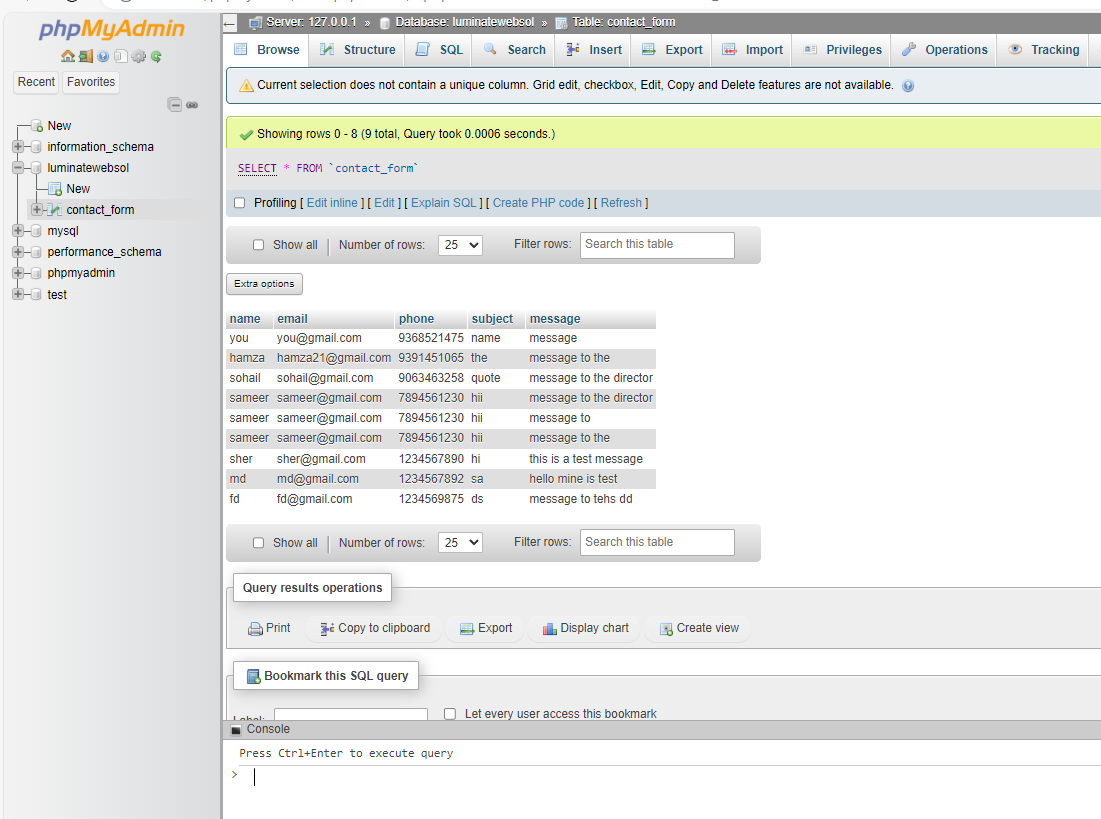 phpMyAdmin
Recent Favorites
New
information_schema
luminatewebsol
New
contact_form
mysql
performance_schema
phpmyadmin
test
Server: 127.0.0.1 » Database: luminatewebsol » Table: contact_form
Browse Structure SQL Search Insert Export Import Privileges Operations Tracking
Current selection does not contain a unique column. Grid edit, checkbox, Edit, Copy and Delete features are not available.
Showing rows 0 - 8 (9 total, Query took 0.0006 seconds.)
SELECT * FROM `contact_form`
Profiling [ Edit inline ] [ Edit ] [ Explain SQL ] [ Create PHP code ] [ Refresh ]
Show all | Number of rows: 25 Filter rows: Search this table
Extra options
name email phone subject message
you you@gmail.com 9368521475 name message
hamza hamza21@gmail.com 9391451065 the message to the
sohail sohail@gmail.com 9063463258 quote message to the director
sameer sameer@gmail.com 7894561230 hii message to the director
sameer sameer@gmail.com 7894561230 hii message to
sameer sameer@gmail.com 7894561230 hii message to the
sher sher@gmail.com 1234567890 hi this is a test message
md md@gmail.com 1234567892 sa hello mine is test
fd fd@gmail.com 1234569875 ds message to tehs dd
Show all | Number of rows: 25 Filter rows: Search this table
Query results operations
Print Copy to clipboard Export Display chart Create view
Bookmark this SQL query
Label: Let every user access this bookmark
Console
Press Ctrl+Enter to execute query
>